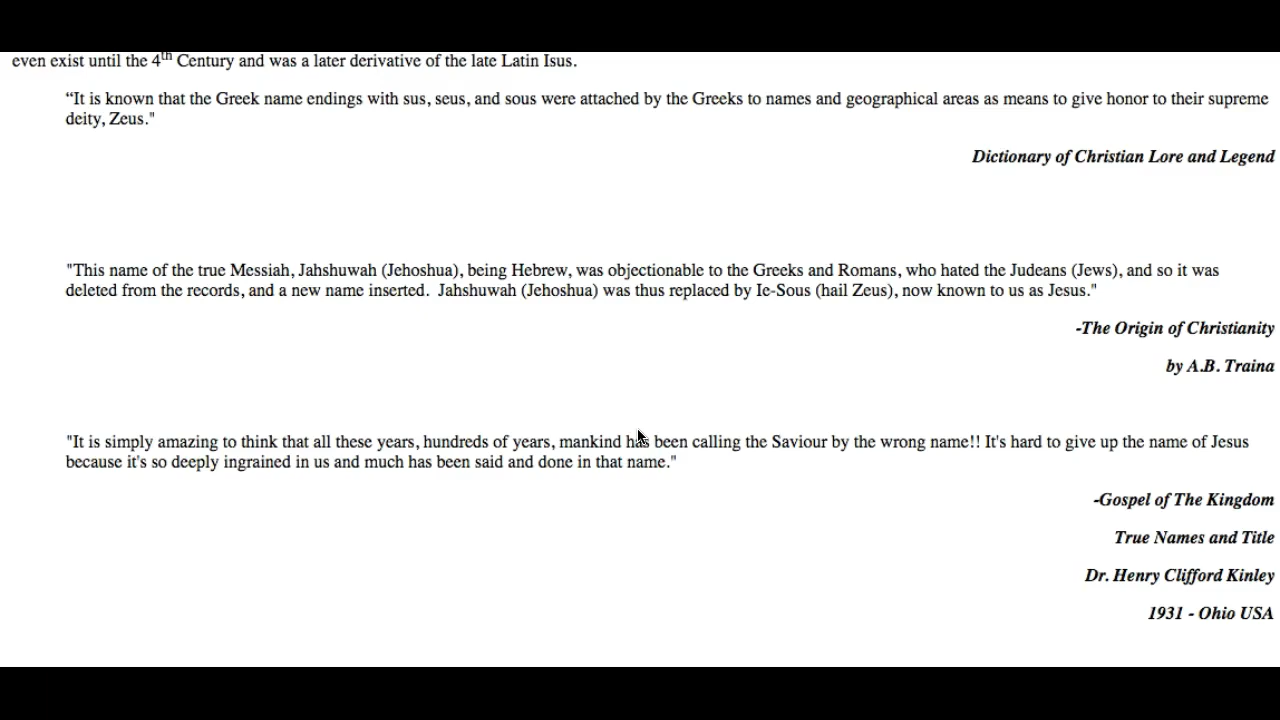 even exist until the 4th Century and was a later derivative of the late Latin Isus.
“It is known that the Greek name endings with sus, seus, and sous were attached by the Greeks to names and geographical areas as means to give honor to their supreme
deity, Zeus."
Dictionary of Christian Lore and Legend
"This name of the true Messiah, Jahshuwah (Jehoshua), being Hebrew, was objectionable to the Greeks and Romans, who hated the Judeans (Jews), and so it was
deleted from the records, and a new name inserted.  Jahshuwah (Jehoshua) was thus replaced by Ie-Sous (hail Zeus), now known to us as Jesus."
-The Origin of Christianity
by A.B. Traina
"It is simply amazing to think that all these years, hundreds of years, mankind has been calling the Saviour by the wrong name!! It's hard to give up the name of Jesus
because it's so deeply ingrained in us and much has been said and done in that name."
-Gospel of The Kingdom
True Names and Title
Dr. Henry Clifford Kinley
1931 - Ohio USA